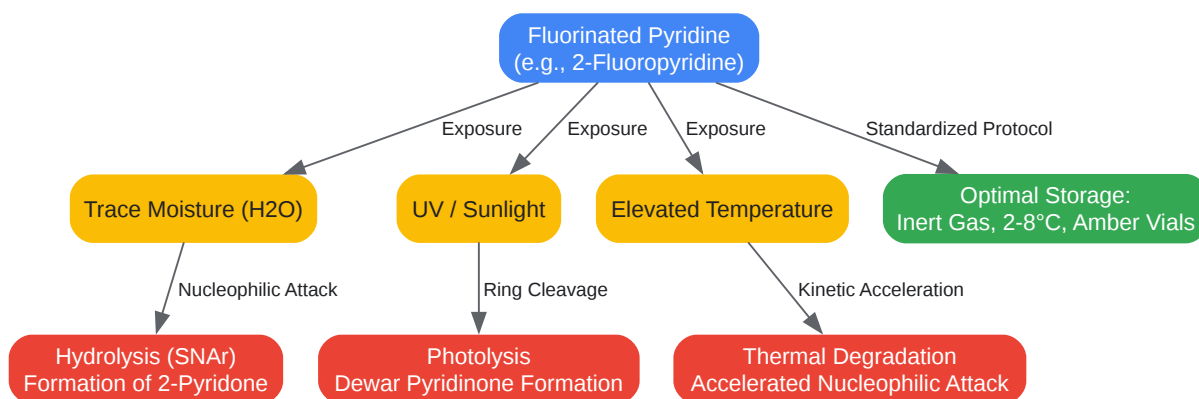 Fluorinated Pyridine
(e.g., 2-Fluoropyridine)
Exposure
Exposure
Exposure
Standardized Protocol
Trace Moisture (H2O)
UV / Sunlight
Elevated Temperature
Optimal Storage:
Inert Gas, 2-8°C, Amber Vials
Nucleophilic Attack
Ring Cleavage
Kinetic Acceleration
Hydrolysis (SNAr)
Formation of 2-Pyridone
Photolysis
Dewar Pyridinone Formation
Thermal Degradation
Accelerated Nucleophilic Attack